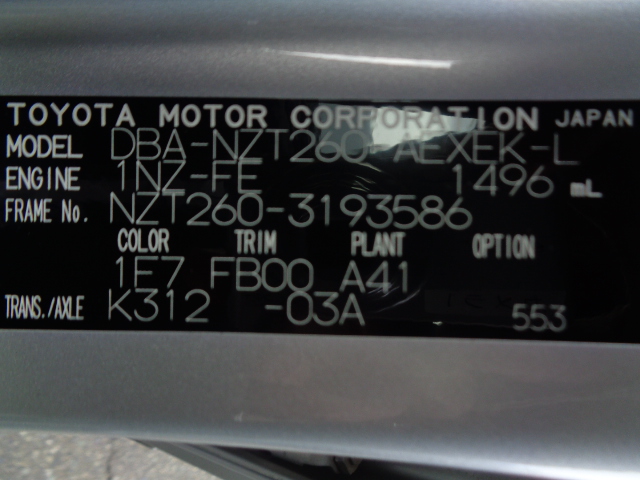 TOYOTA MOTOR CORPORATION JAPAN
MODEL DBA-NZT260-AEXEK-L
ENGINE 1NZ-FE 1496 mL
FRAME No. NZT260-3193586
COLOR TRIM PLANT OPTION
1F7 FB00 A41
TRANS./AXLE K312 -03A 553